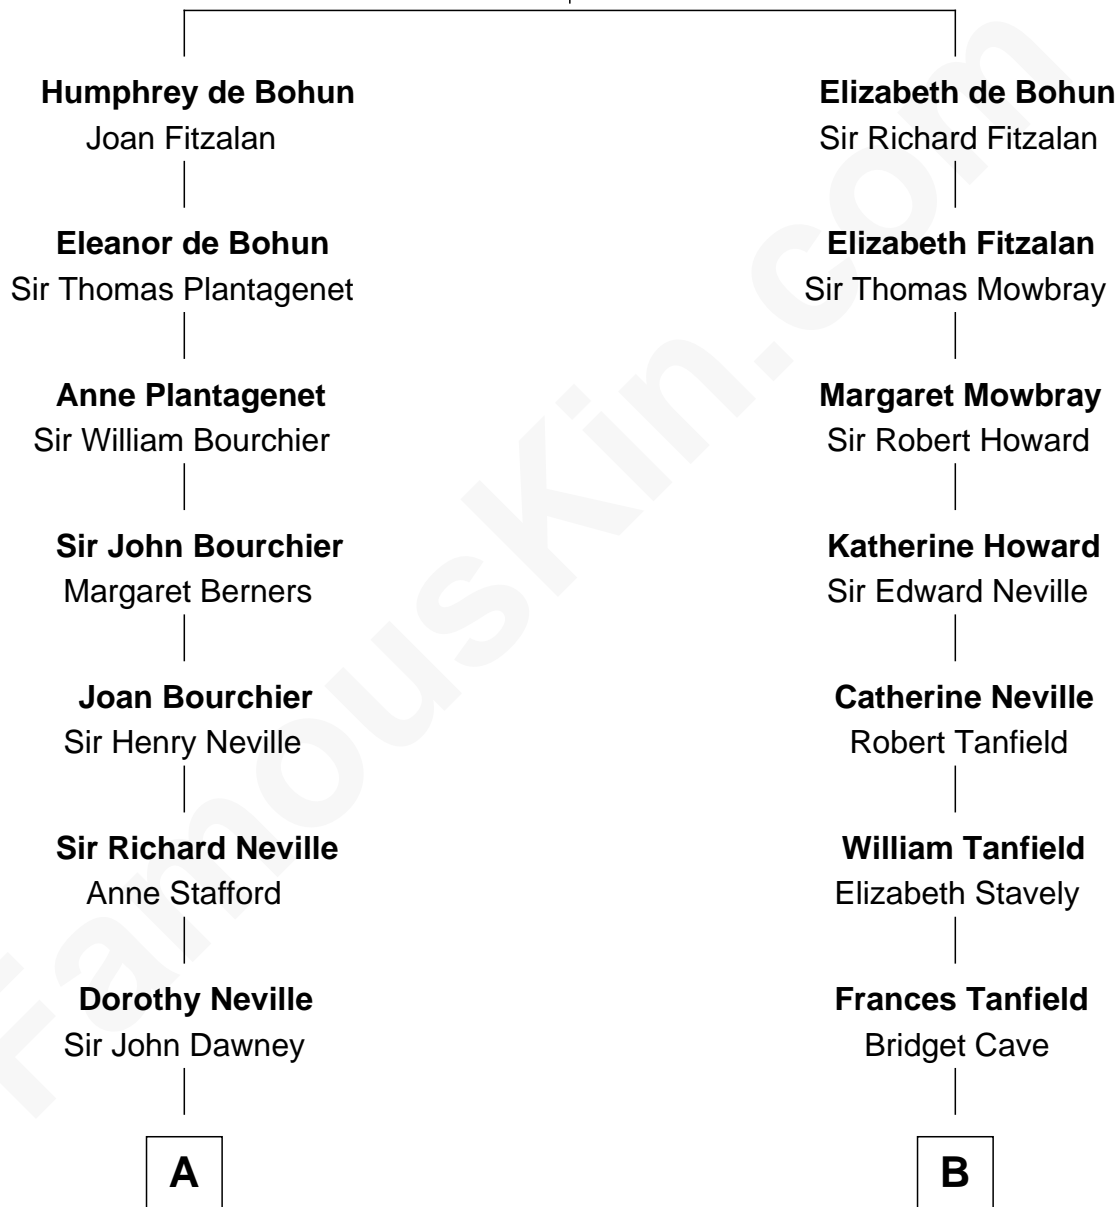 Humphrey de Bohun
Joan Fitzalan
Eleanor de Bohun
Sir Thomas Plantagenet
Anne Plantagenet
Sir William Bourchier
Sir John Bourchier
Margaret Berners
Joan Bourchier
Sir Henry Neville
Sir Richard Neville
Anne Stafford
Dorothy Neville
Sir John Dawney
A
Elizabeth de Bohun
Sir Richard Fitzalan
Elizabeth Fitzalan
Sir Thomas Mowbray
Margaret Mowbray
Sir Robert Howard
Katherine Howard
Sir Edward Neville
Catherine Neville
Robert Tanfield
William Tanfield
Elizabeth Stavely
Frances Tanfield
Bridget Cave
B
FamousKin.com